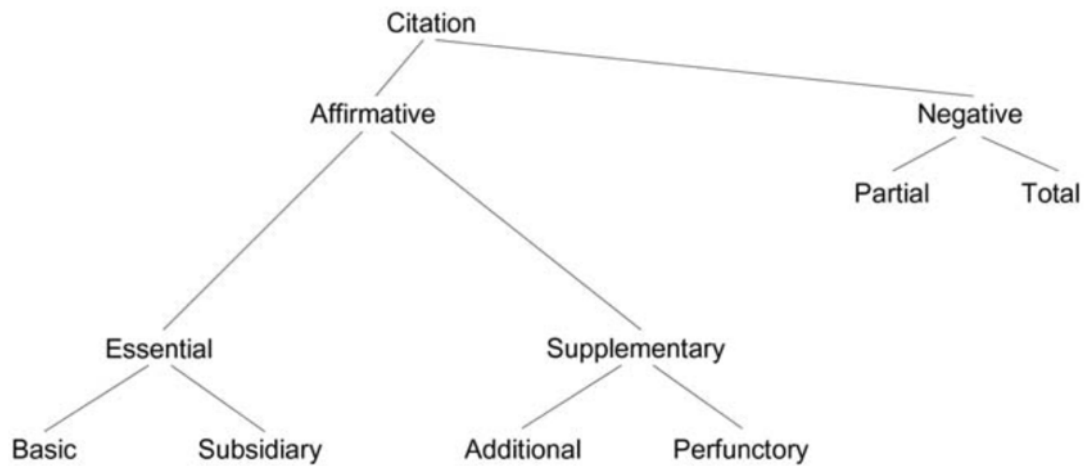 Citation
Affirmative Negative
Partial Total
Essential Supplementary
Basic Subsidiary Additional Perfunctory